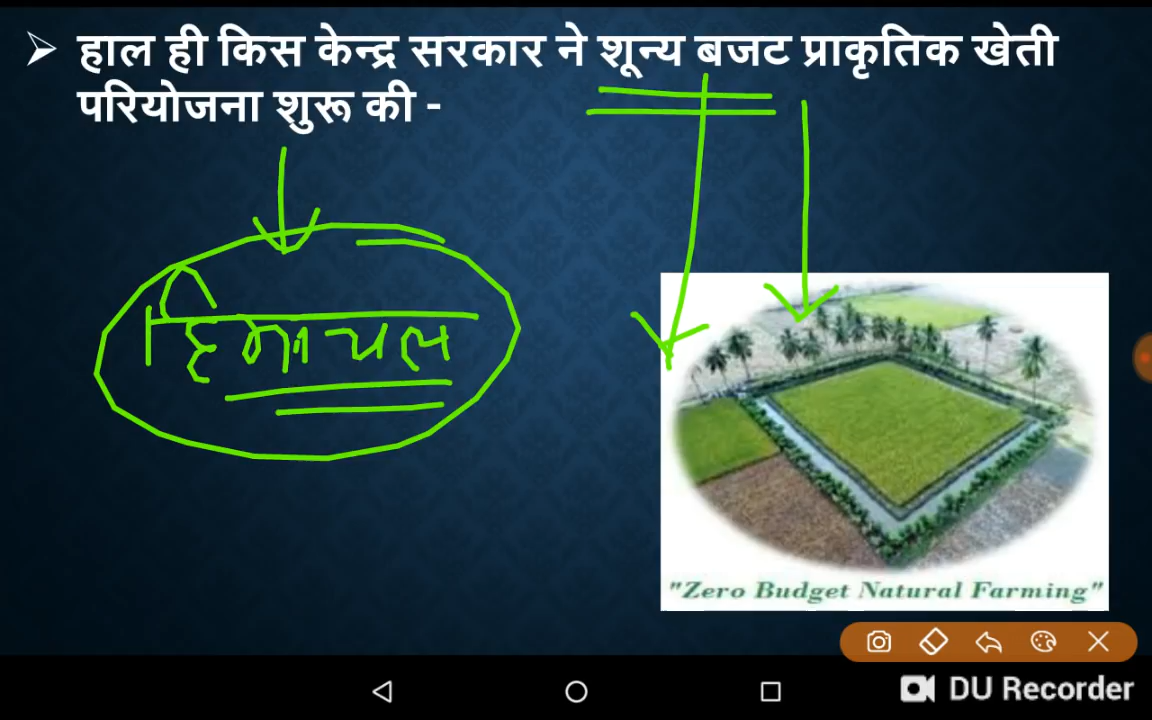 ➤ हाल ही किस केन्द्र सरकार ने शून्य बजट प्राकृतिक खेती
परियोजना शुरू की -
हिमाचल
"Zero Budget Natural Farming"
DU Recorder